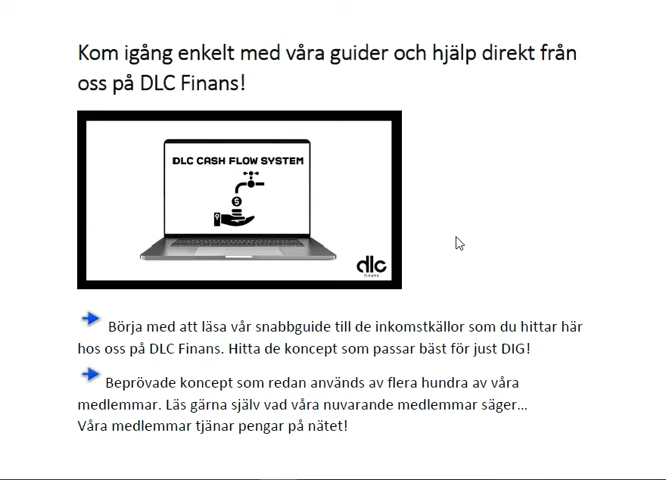 Kom igång enkelt med våra guider och hjälp direkt från
oss på DLC Finans!
DLC CASH FLOW SYSTEM
$
dlc
finans
Börja med att läsa vår snabbguide till de inkomstkällor som du hittar här
hos oss på DLC Finans. Hitta de koncept som passar bäst för just DIG!
Beprövade koncept som redan används av flera hundra av våra
medlemmar. Läs gärna själv vad våra nuvarande medlemmar säger...
Våra medlemmar tjänar pengar på nätet!